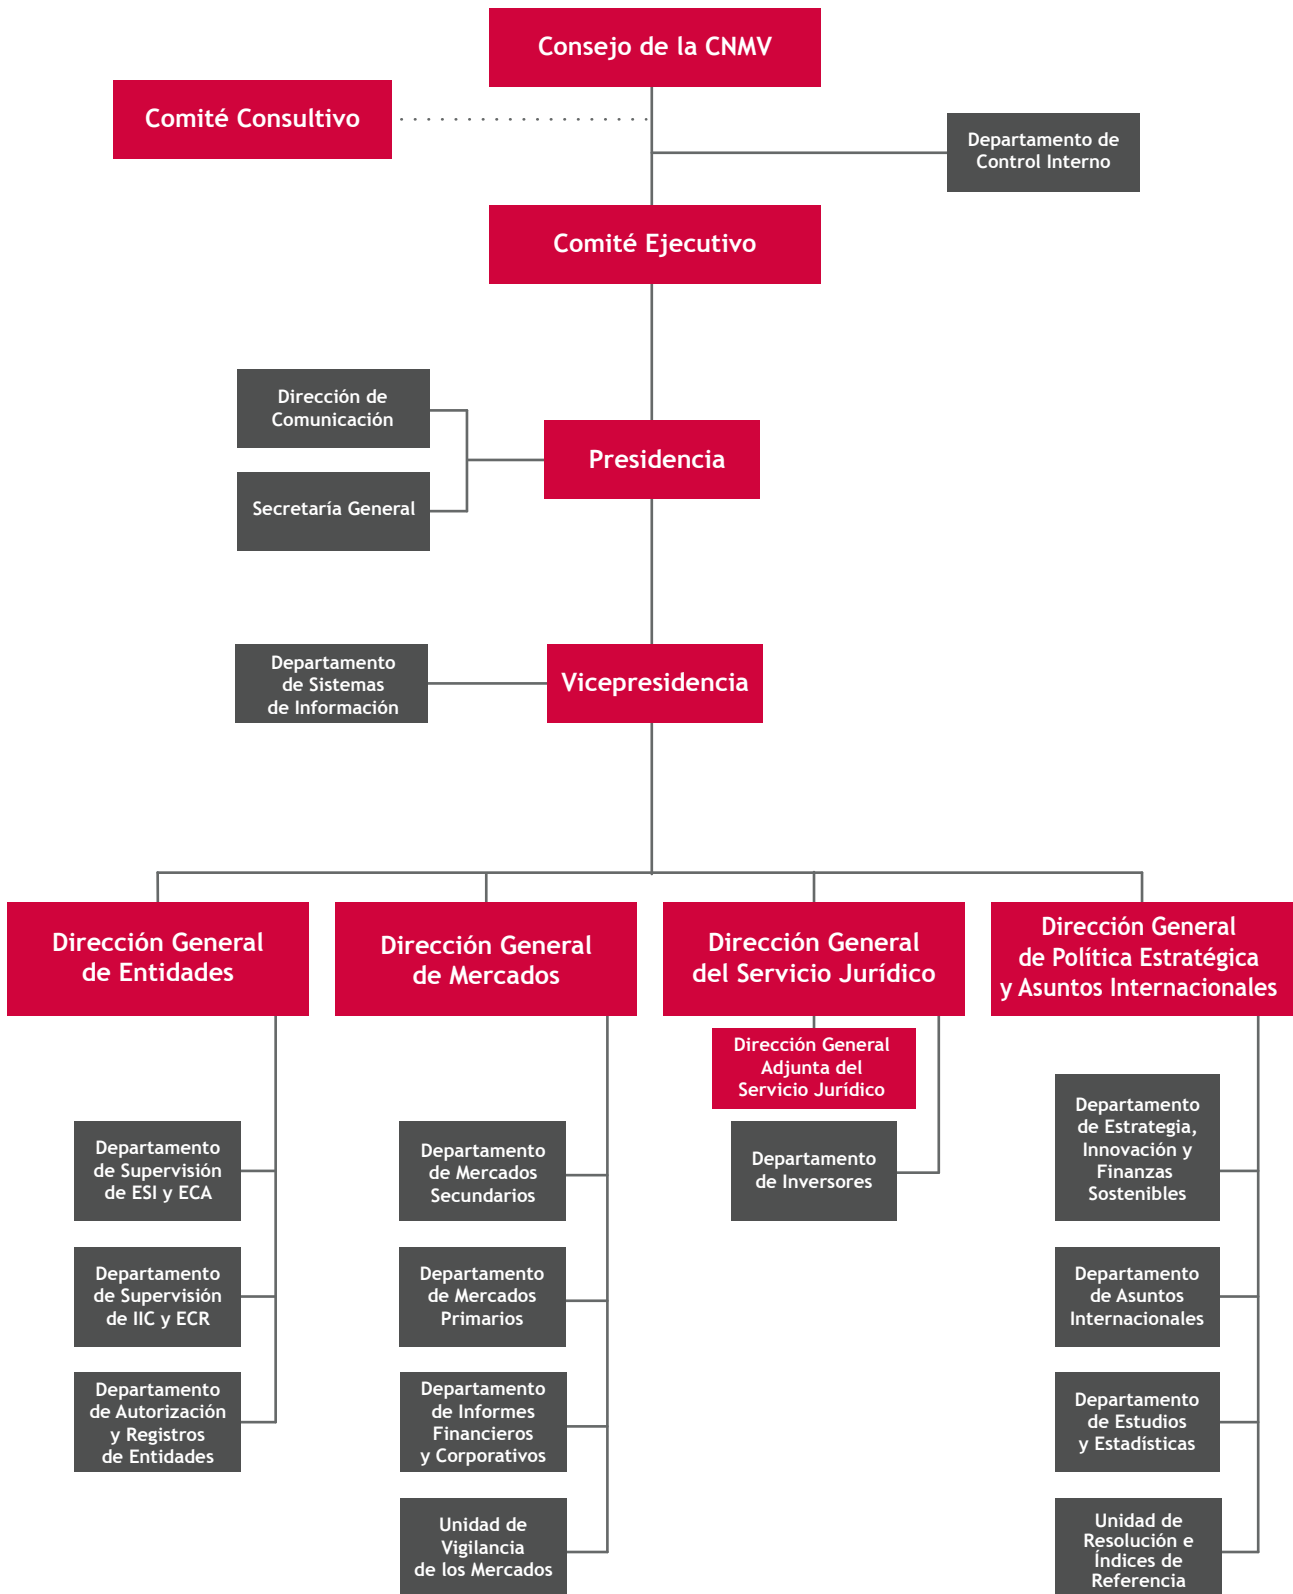 Consejo de la CNMV
Comité Consultivo
Departamento de
Control Interno
Comité Ejecutivo
Dirección de
Comunicación
Presidencia
Secretaría General
Departamento
de Sistemas
de Información
Vicepresidencia
Dirección General
de Entidades
Dirección General
de Mercados
Dirección General
del Servicio Jurídico
Dirección General
de Política Estratégica
y Asuntos Internacionales
Dirección General
Adjunta del
Servicio Jurídico
Departamento
de Supervisión
de ESI y ECA
Departamento
de Mercados
Secundarios
Departamento
de Inversores
Departamento
de Estrategia,
Innovación y
Finanzas
Sostenibles
Departamento
de Supervisión
de IIC y ECR
Departamento
de Mercados
Primarios
Departamento
de Asuntos
Internacionales
Departamento
de Autorización
y Registros
de Entidades
Departamento
de Informes
Financieros
y Corporativos
Departamento
de Estudios
y Estadísticas
Unidad de
Vigilancia
de los Mercados
Unidad de
Resolución e
Índices de
Referencia